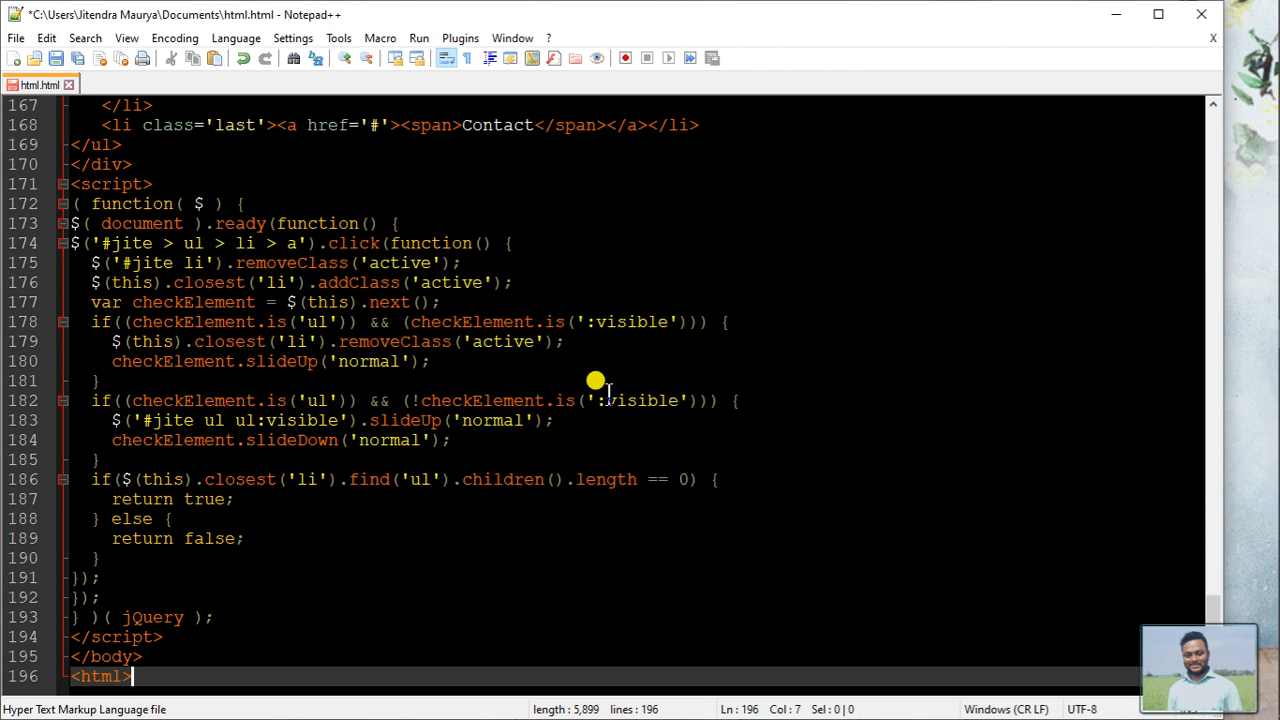 *C:\Users\Jitendra Maurya\Documents\html.html - Notepad++
File Edit Search View Encoding Language Settings Tools Macro Run Plugins Window ? X
html.html
167 </li>
168 <li class='last'><a href='#'><span>Contact</span></a></li>
169 </ul>
170 </div>
171 <script>
172 ( function( $ ) {
173 $( document ).ready(function() {
174 $('#jite > ul > li > a').click(function() {
175 $('#jite li').removeClass('active');
176 $(this).closest('li').addClass('active');
177 var checkElement = $(this).next();
178 if((checkElement.is('ul')) && (checkElement.is(':visible'))) {
179 $(this).closest('li').removeClass('active');
180 checkElement.slideUp('normal');
181 }
182 if((checkElement.is('ul')) && (!checkElement.is(':visible'))) {
183 $('#jite ul ul:visible').slideUp('normal');
184 checkElement.slideDown('normal');
185 }
186 if($(this).closest('li').find('ul').children().length == 0) {
187 return true;
188 } else {
189 return false;
190 }
191 });
192 });
193 } )( jQuery );
194 </script>
195 </body>
196 <html>
Hyper Text Markup Language file length : 5,899 lines : 196 Ln : 196 Col : 7 Sel : 0 | 0 Windows (CR LF) UTF-8